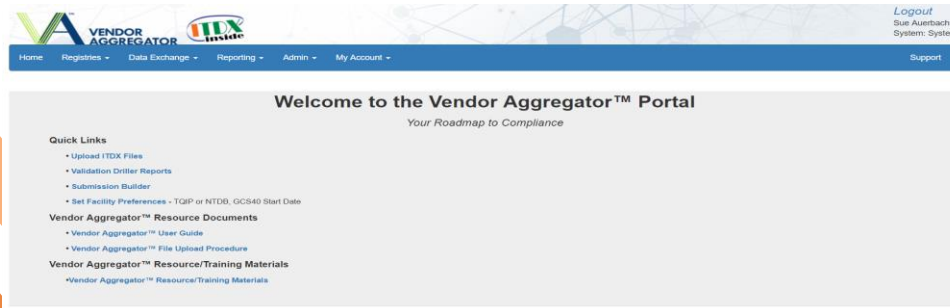 Logout
VENDOR
AGGREGATOR
ITDX
inside
Sue Auerbach
System: Syste
Home Registries Data Exchange Reporting Admin My Account Support
Welcome to the Vendor Aggregator™ Portal
Your Roadmap to Compliance
Quick Links
• Upload ITDX Files
• Validation Driller Reports
• Submission Builder
• Set Facility Preferences - TQIP or NTDB, GCS40 Start Date
Vendor Aggregator™ Resource Documents
• Vendor Aggregator™ User Guide
• Vendor Aggregator™ File Upload Procedure
Vendor Aggregator™ Resource/Training Materials
•Vendor Aggregator™ Resource/Training Materials